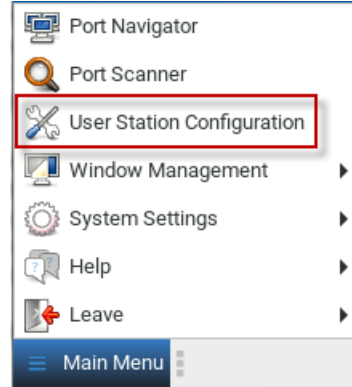 Port Navigator
Port Scanner
User Station Configuration
Window Management
System Settings
Help
Leave
Main Menu